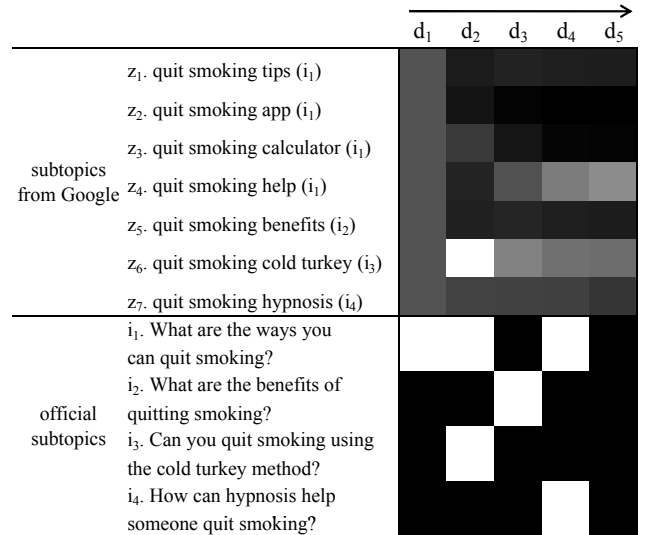 d₁ d₂ d₃ d₄ d₅
subtopics
from Google
z₁. quit smoking tips (i₁)
z₂. quit smoking app (i₁)
z₃. quit smoking calculator (i₁)
z₄. quit smoking help (i₁)
z₅. quit smoking benefits (i₂)
z₆. quit smoking cold turkey (i₃)
z₇. quit smoking hypnosis (i₄)
official
subtopics
i₁. What are the ways you
can quit smoking?
i₂. What are the benefits of
quitting smoking?
i₃. Can you quit smoking using
the cold turkey method?
i₄. How can hypnosis help
someone quit smoking?